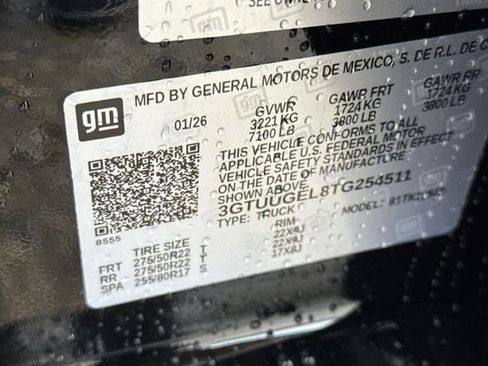 SEE OWNE
gm
MFD BY GENERAL MOTORS DE MEXICO, S. DE R.L. DE C
01/26
GVWR GAWR FRT GAWR RR
3221 KG 1724 KG 1724 KG
7100 LB 3800 LB 3800 LB
THIS VEHICLE CONFORMS TO ALL
APPLICABLE U.S. FEDERAL MOTOR
VEHICLE SAFETY STANDARDS IN EFFECT
ON THE DATE OF MANUFACTURE
SHOWN ABOVE.
3GTUUGEL8TG254511
TYPE: TRUCK MODEL:
8555
TIRE SIZE RIM
FRT 275/50R22 T 22X9J
RR 275/50R22 T 22X9J
SPA 255/80R17 S 17X8J